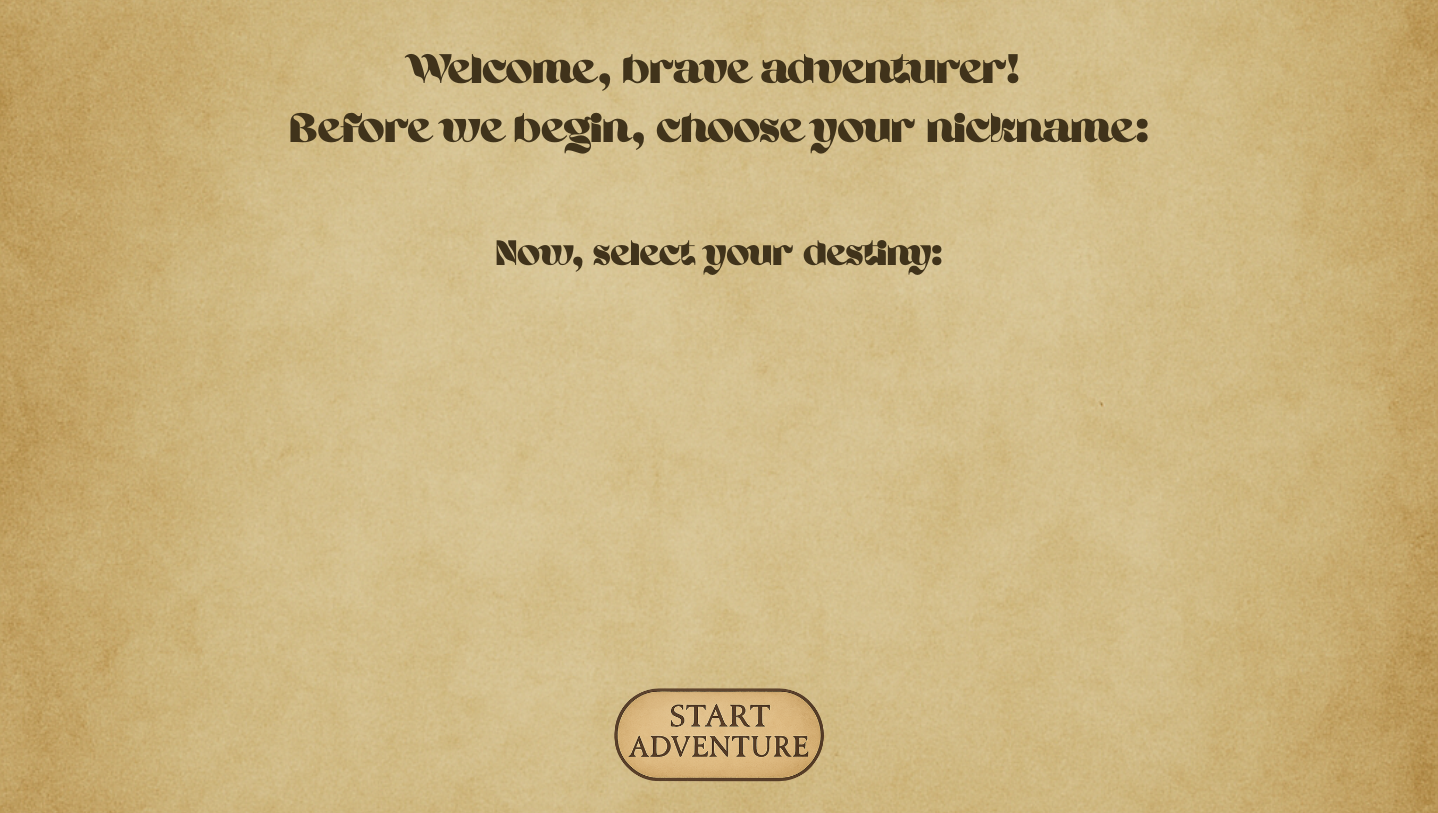 Welcome, brave adventurer!
Before we begin, choose your nickname:
Now, select your destiny:
START
ADVENTURE